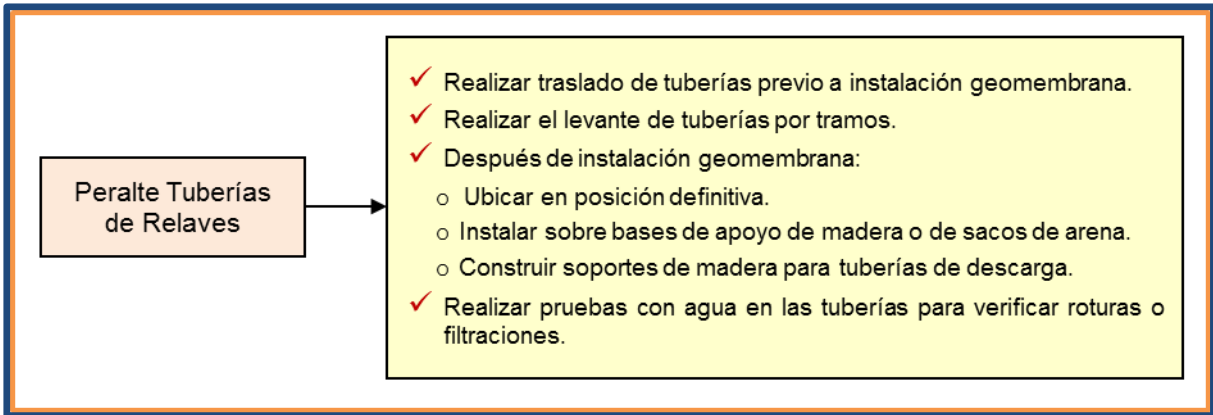 Peralte Tuberías
de Relaves
✓ Realizar traslado de tuberías previo a instalación geomembrana.
✓ Realizar el levante de tuberías por tramos.
✓ Después de instalación geomembrana:
o Ubicar en posición definitiva.
o Instalar sobre bases de apoyo de madera o de sacos de arena.
o Construir soportes de madera para tuberías de descarga.
✓ Realizar pruebas con agua en las tuberías para verificar roturas o
filtraciones.